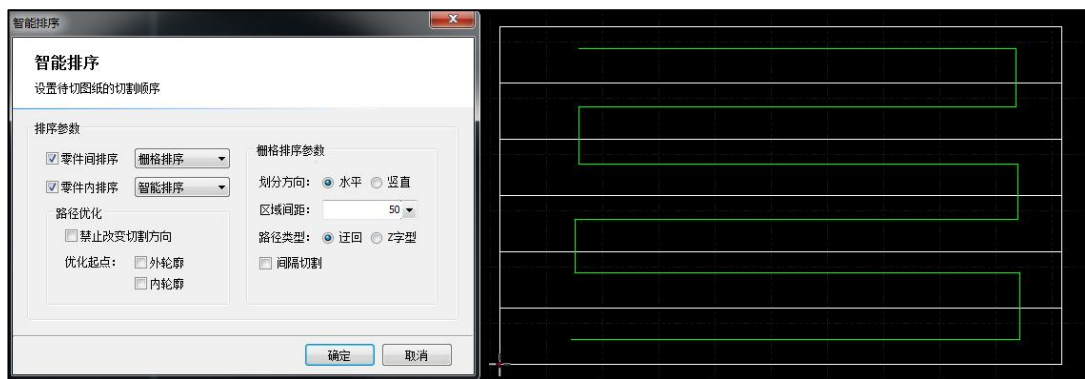 智能排序
智能排序
设置待切图纸的切割顺序
排序参数
零件间排序 栅格排序
零件内排序 智能排序
路径优化
禁止改变切割方向
优化起点： 外轮廓
内轮廓
栅格排序参数
划分方向： 水平 竖直
区域间距： 50
路径类型： 迂回 Z字型
间隔切割
确定 取消